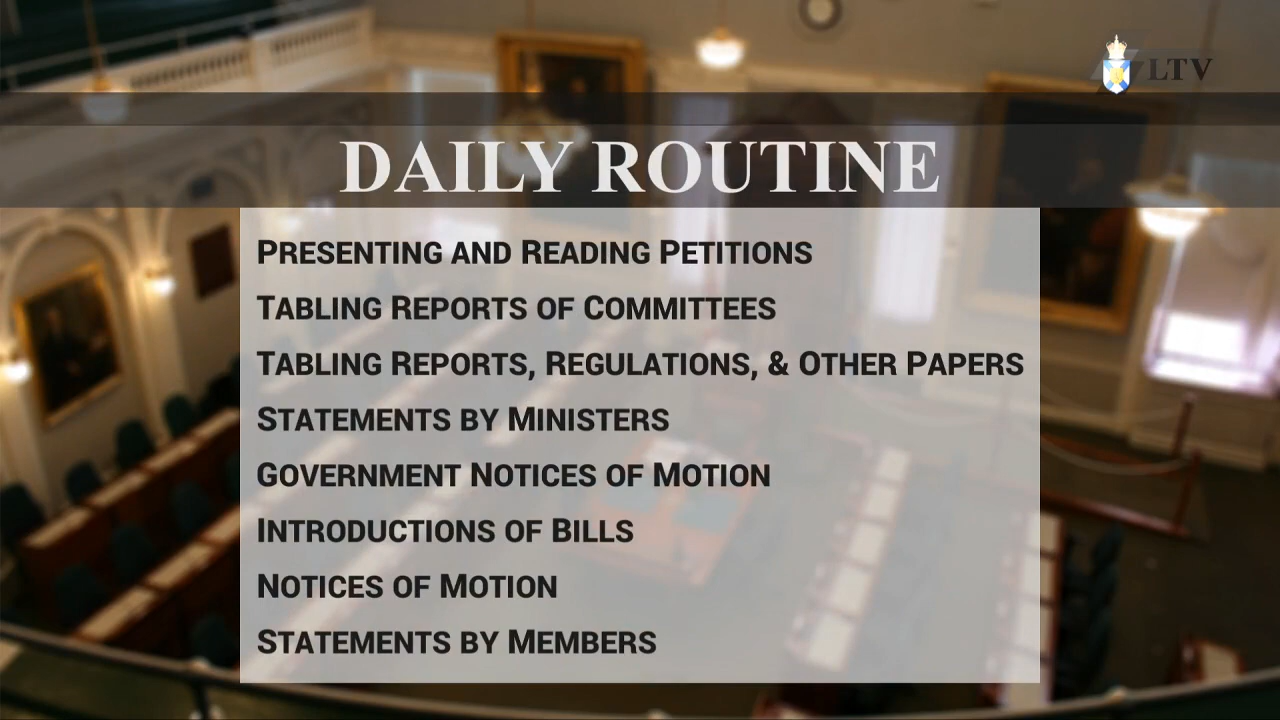 LTV
DAILY ROUTINE
PRESENTING AND READING PETITIONS
TABLING REPORTS OF COMMITTEES
TABLING REPORTS, REGULATIONS, & OTHER PAPERS
STATEMENTS BY MINISTERS
GOVERNMENT NOTICES OF MOTION
INTRODUCTIONS OF BILLS
NOTICES OF MOTION
STATEMENTS BY MEMBERS